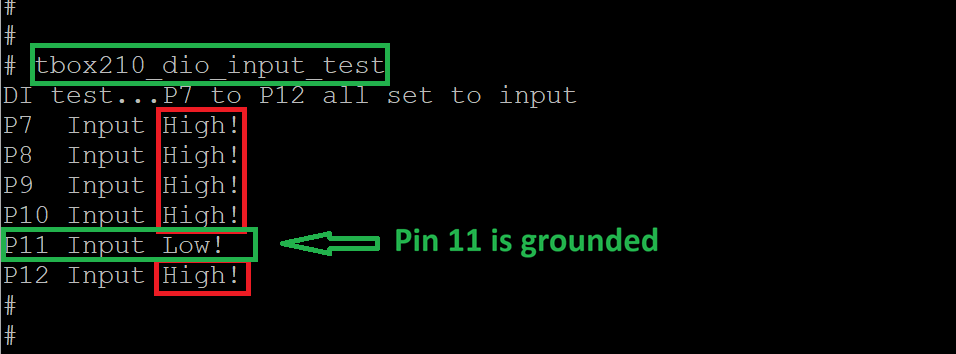 #
#
# tbox210_dio_input_test
DI test...P7 to P12 all set to input
P7 Input High!
P8 Input High!
P9 Input High!
P10 Input High!
P11 Input Low! Pin 11 is grounded
P12 Input High!
#
#